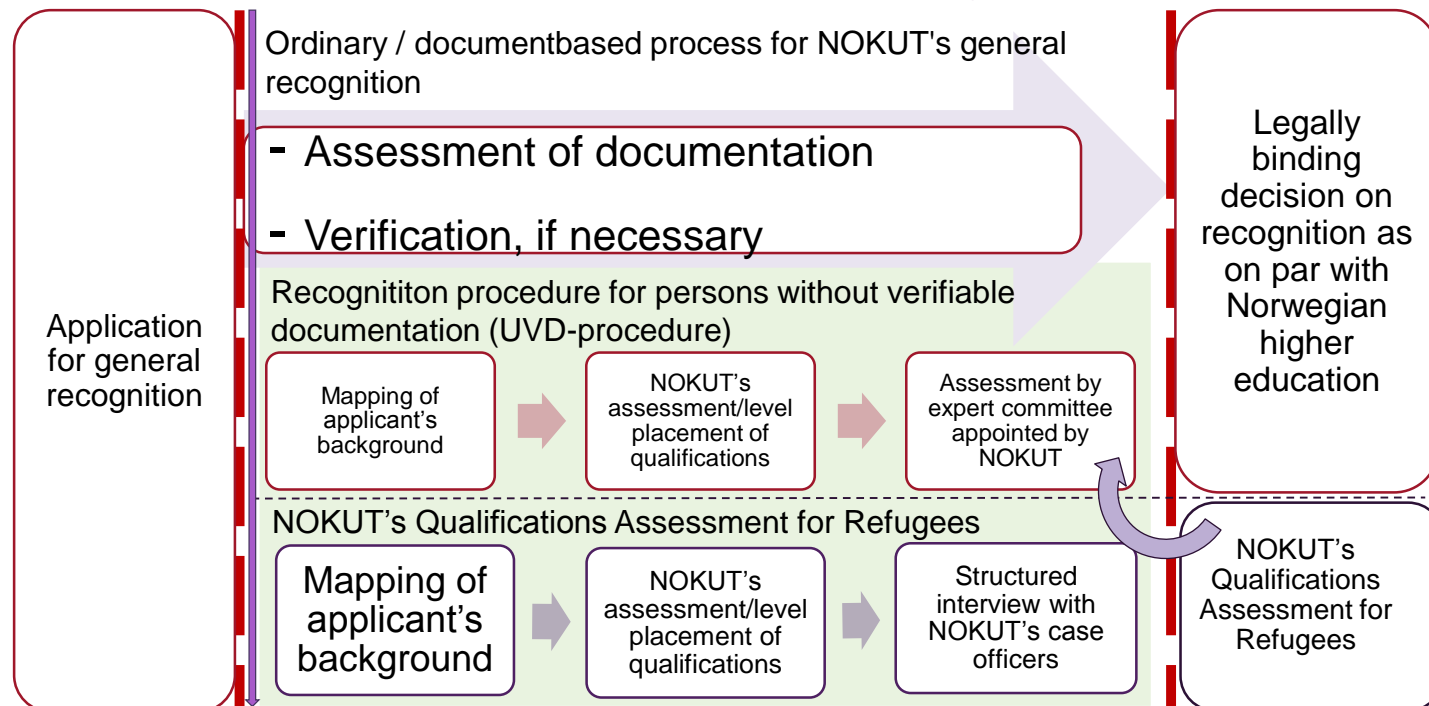 Application
for general
recognition
Ordinary / documentbased process for NOKUT's general
recognition
- Assessment of documentation
- Verification, if necessary
Recognititon procedure for persons without verifiable
documentation (UVD-procedure)
Mapping of
applicant's
background
NOKUT's
assessment/level
placement of
qualifications
Assessment by
expert committee
appointed by
NOKUT
NOKUT's Qualifications Assessment for Refugees
Mapping of
applicant's
background
NOKUT's
assessment/level
placement of
qualifications
Structured
interview with
NOKUT's case
officers
Legally
binding
decision on
recognition as
on par with
Norwegian
higher
education
NOKUT's
Qualifications
Assessment for
Refugees